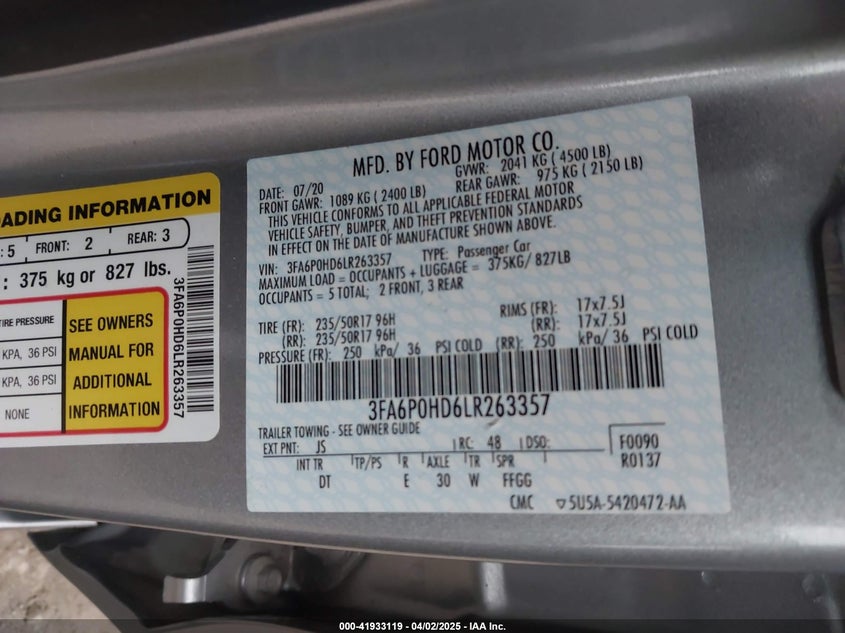 OADING INFORMATION
: 5 FRONT: 2 REAR: 3
: 375 kg or 827 lbs.
TIRE PRESSURE
KPA, 36 PSI
KPA, 36 PSI
NONE
SEE OWNERS
MANUAL FOR
ADDITIONAL
INFORMATION
3FA6P0HD6LR263357
MFD. BY FORD MOTOR CO.
DATE: 07/20 GVWR: 2041 KG ( 4500 LB)
FRONT GAWR: 1089 KG ( 2400 LB) REAR GAWR: 975 KG ( 2150 LB)
THIS VEHICLE CONFORMS TO ALL APPLICABLE FEDERAL MOTOR
VEHICLE SAFETY, BUMPER, AND THEFT PREVENTION STANDARDS
IN EFFECT ON THE DATE OF MANUFACTURE SHOWN ABOVE.
VIN: 3FA6P0HD6LR263357 TYPE: Passenger Car
MAXIMUM LOAD = OCCUPANTS + LUGGAGE = 375KG/ 827LB
OCCUPANTS = 5 TOTAL; 2 FRONT, 3 REAR
TIRE (FR): 235/50R17 96H RIMS (FR): 17x7.5J
(RR): 235/50R17 96H (RR): 17x7.5J
PRESSURE (FR): 250 kPa/ 36 PSI COLD (RR): 250 kPa/ 36 PSI COLD
3FA6P0HD6LR263357
TRAILER TOWING - SEE OWNER GUIDE
EXT PNT: JS RC: 48 DSO: F0090
INT TR TP/PS R AXLE TR SPR R0137
DT E 30 W FFGG
CMC ▽5U5A-5420472-AA
000-41933119 - 04/02/2025 - IAA Inc.